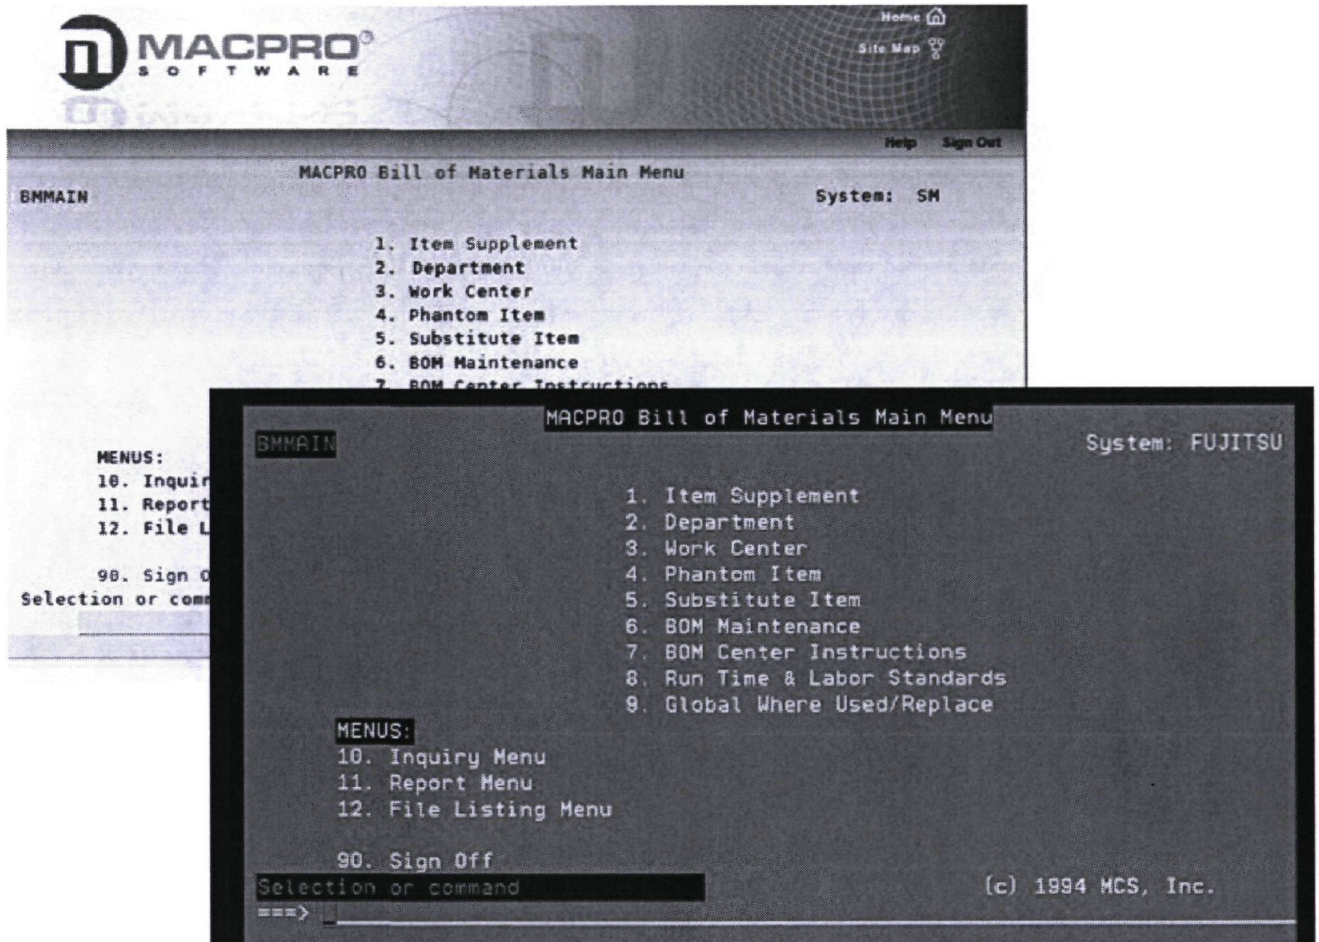 MACPRO®
SOFTWARE
Home
Site Map
Help Sign Out
MACPRO Bill of Materials Main Menu
BMMAIN System: SM
1. Item Supplement
2. Department
3. Work Center
4. Phantom Item
5. Substitute Item
6. BOM Maintenance
7. BOM Center Instructions
MENUS:
10. Inquir
11. Report
12. File L
90. Sign O
Selection or comm
MACPRO Bill of Materials Main Menu
BMMAIN System: FUJITSU
1. Item Supplement
2. Department
3. Work Center
4. Phantom Item
5. Substitute Item
6. BOM Maintenance
7. BOM Center Instructions
8. Run Time & Labor Standards
9. Global Where Used/Replace
MENUS:
10. Inquiry Menu
11. Report Menu
12. File Listing Menu
90. Sign Off
Selection or command (c) 1994 MCS, Inc.
===>